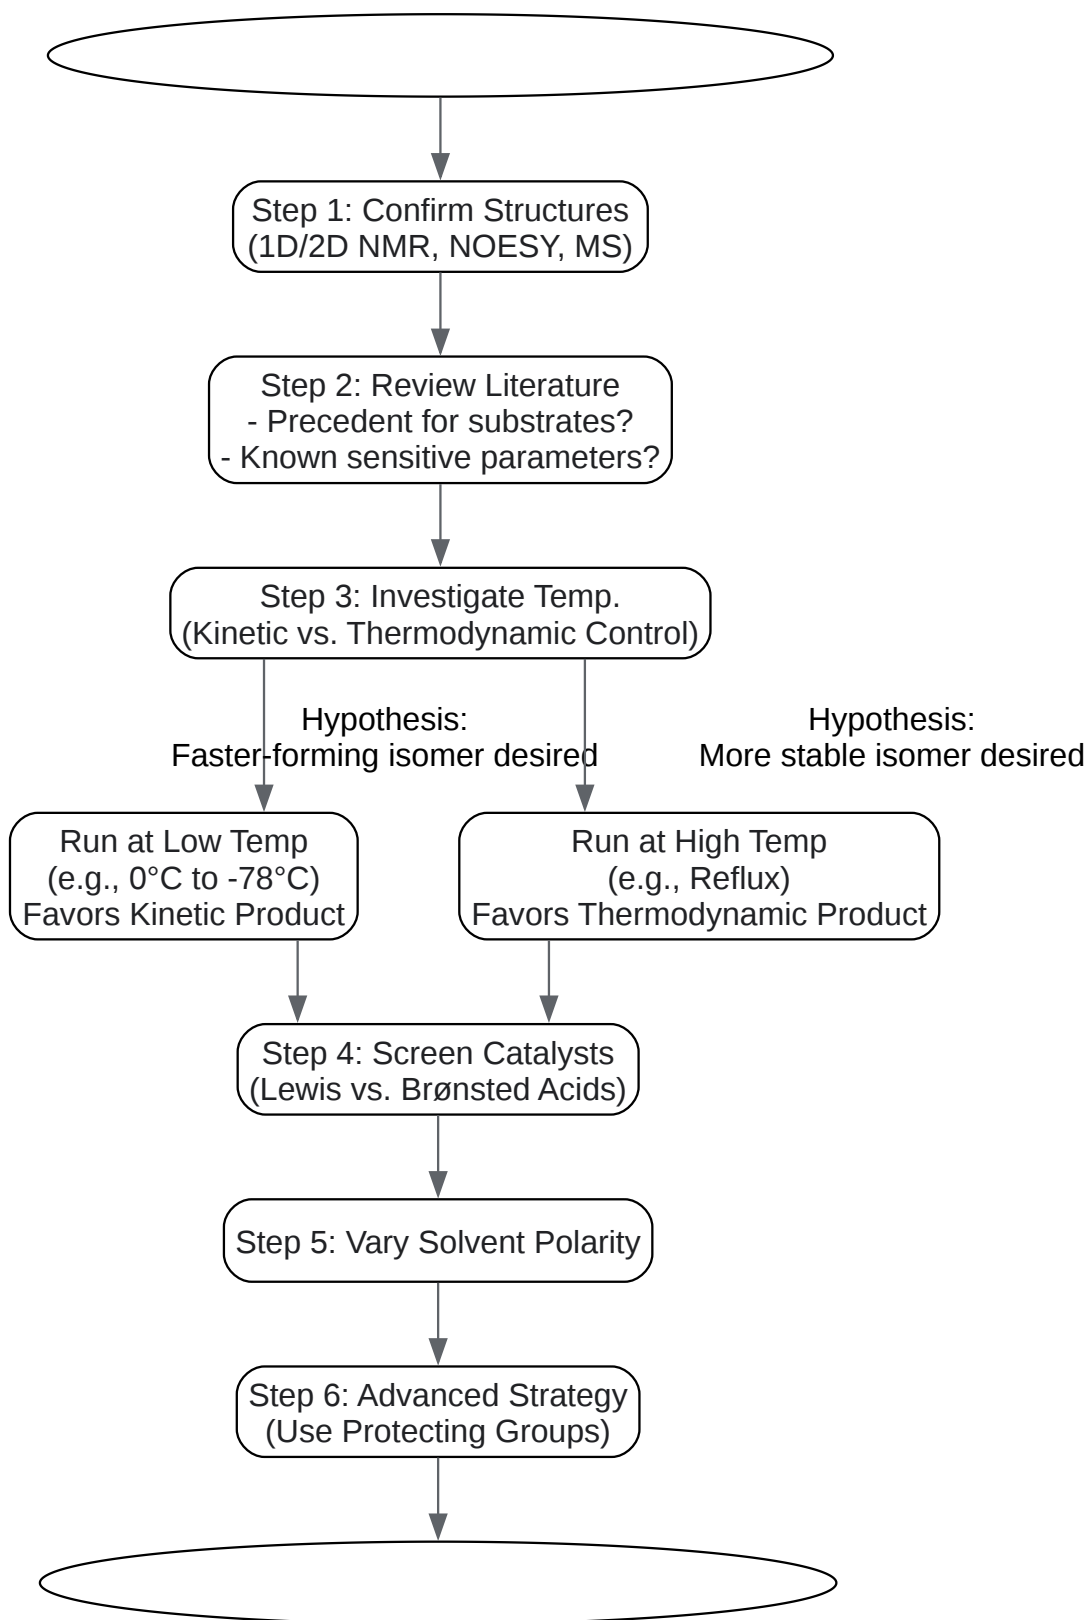 Step 1: Confirm Structures
(1D/2D NMR, NOESY, MS)
Step 2: Review Literature
- Precedent for substrates?
- Known sensitive parameters?
Step 3: Investigate Temp.
(Kinetic vs. Thermodynamic Control)
Hypothesis:
Faster-forming isomer desired
Hypothesis:
More stable isomer desired
Run at Low Temp
(e.g., 0°C to -78°C)
Favors Kinetic Product
Run at High Temp
(e.g., Reflux)
Favors Thermodynamic Product
Step 4: Screen Catalysts
(Lewis vs. Brønsted Acids)
Step 5: Vary Solvent Polarity
Step 6: Advanced Strategy
(Use Protecting Groups)